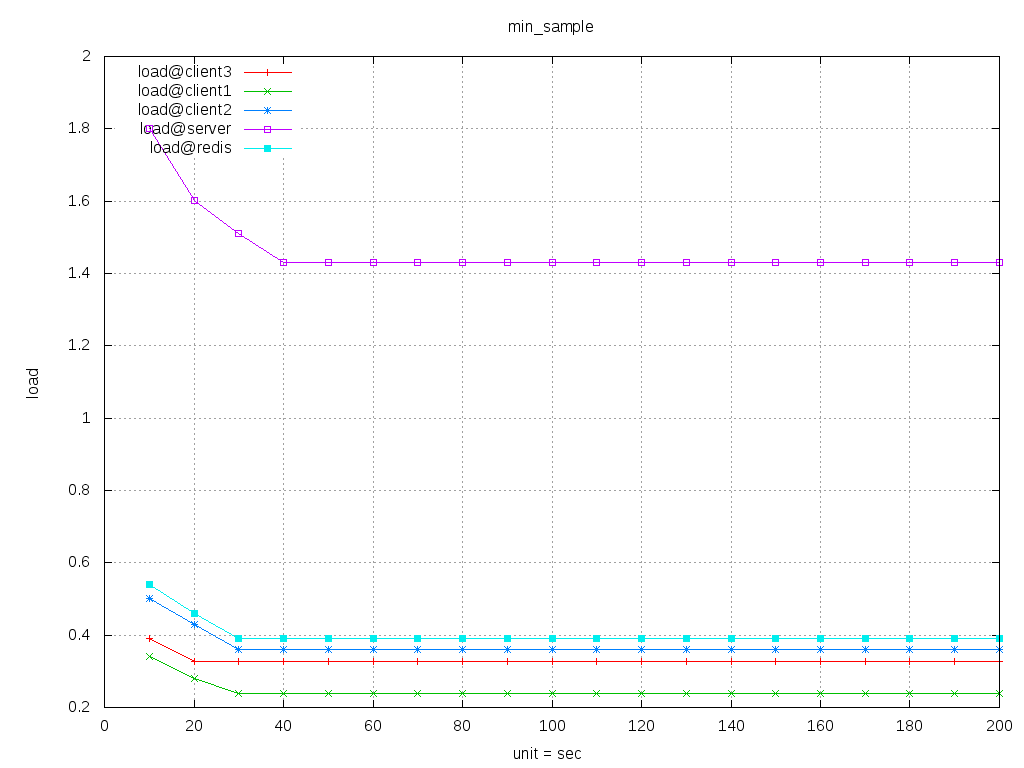 min_sample
load@client3
load@client1
load@client2
load@server
load@redis
2
1.8
1.6
1.4
1.2
1
0.8
0.6
0.4
0.2
load
0 20 40 60 80 100 120 140 160 180 200
unit = sec